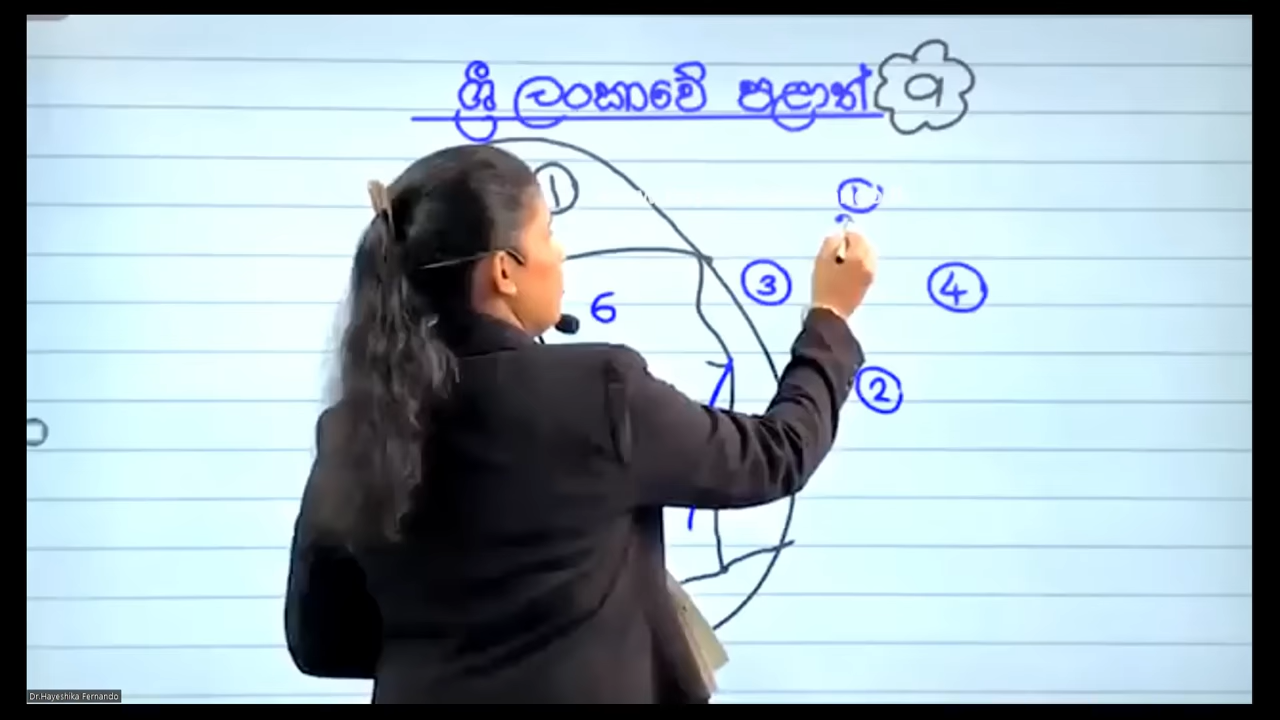 ශ්‍රී ලංකාවේ පළාත් 9
① ①
③ ④
6
②
Dr.Hayeshika Fernando